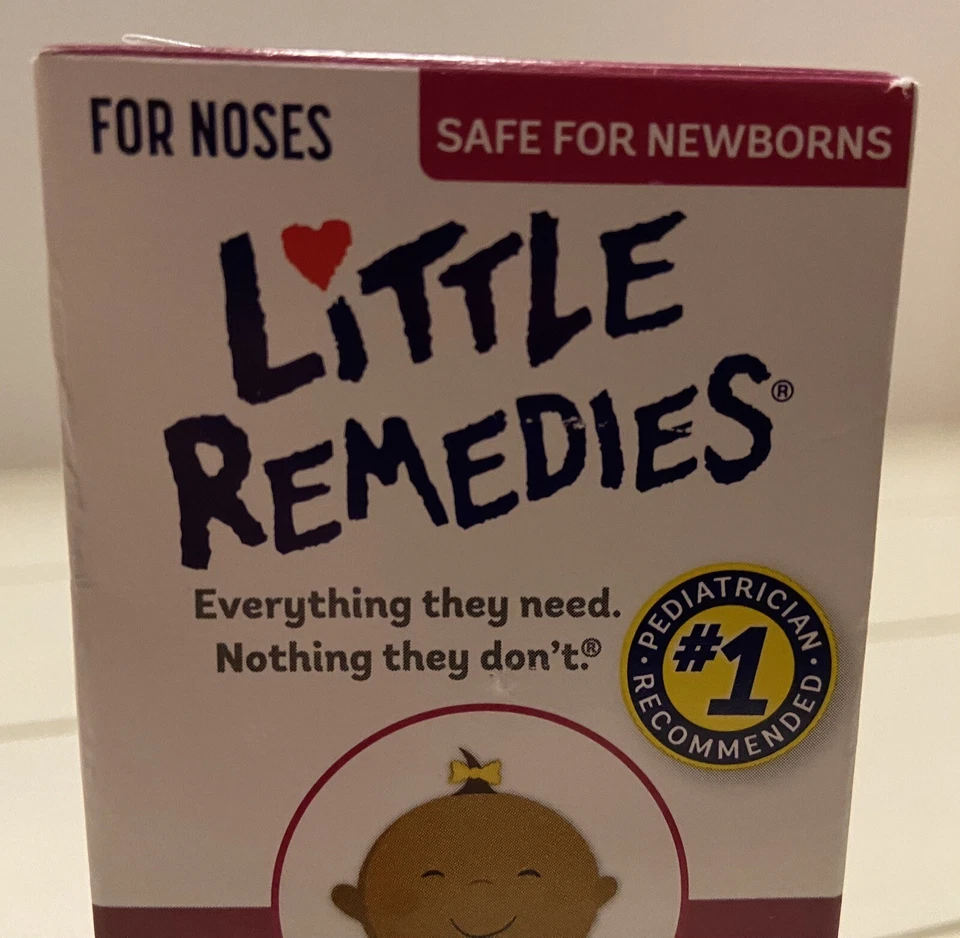 FOR NOSES
SAFE FOR NEWBORNS
LiTTLE
REMEDIES®
Everything they need.
Nothing they don't.®
PEDIATRICIAN
#1
RECOMMENDED